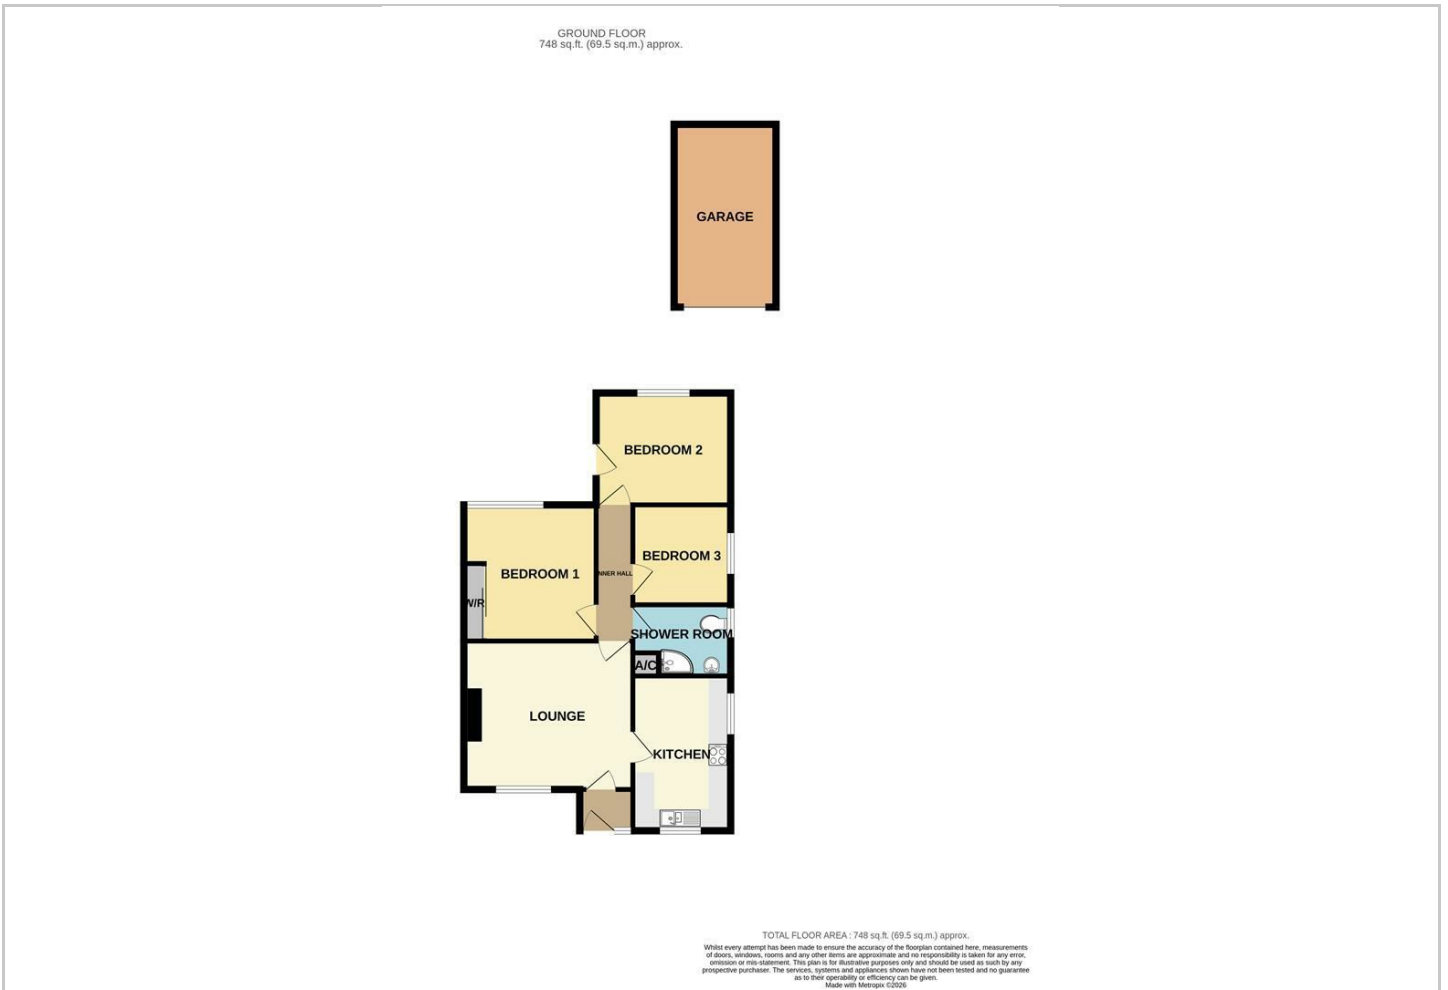 GROUND FLOOR
748 sq.ft. (69.5 sq.m.) approx.
GARAGE
BEDROOM 2
BEDROOM 3
BEDROOM 1
INNER HALL
W/R
SHOWER ROOM
A/C
LOUNGE
KITCHEN
TOTAL FLOOR AREA : 748 sq.ft. (69.5 sq.m.) approx.
Whilst every attempt has been made to ensure the accuracy of the floorplan contained here, measurements
of doors, windows, rooms and any other items are approximate and no responsibility is taken for any error,
omission or mis-statement. This plan is for illustrative purposes only and should be used as such by any
prospective purchaser. The services, systems and appliances shown have not been tested and no guarantee
as to their operability or efficiency can be given.
Made with Metropix ©2026